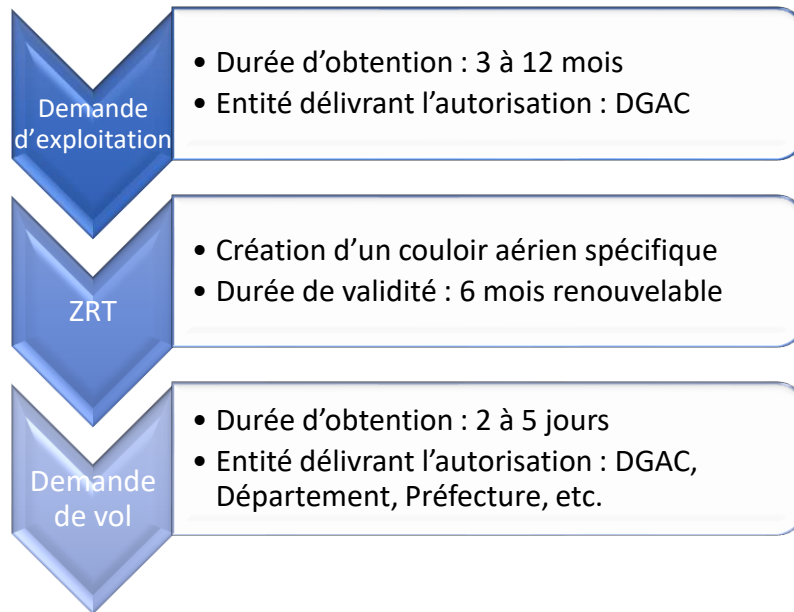 Demande
d’exploitation
• Durée d’obtention : 3 à 12 mois
• Entité délivrant l’autorisation : DGAC
ZRT
• Création d’un couloir aérien spécifique
• Durée de validité : 6 mois renouvelable
Demande
de vol
• Durée d’obtention : 2 à 5 jours
• Entité délivrant l’autorisation : DGAC,
Département, Préfecture, etc.